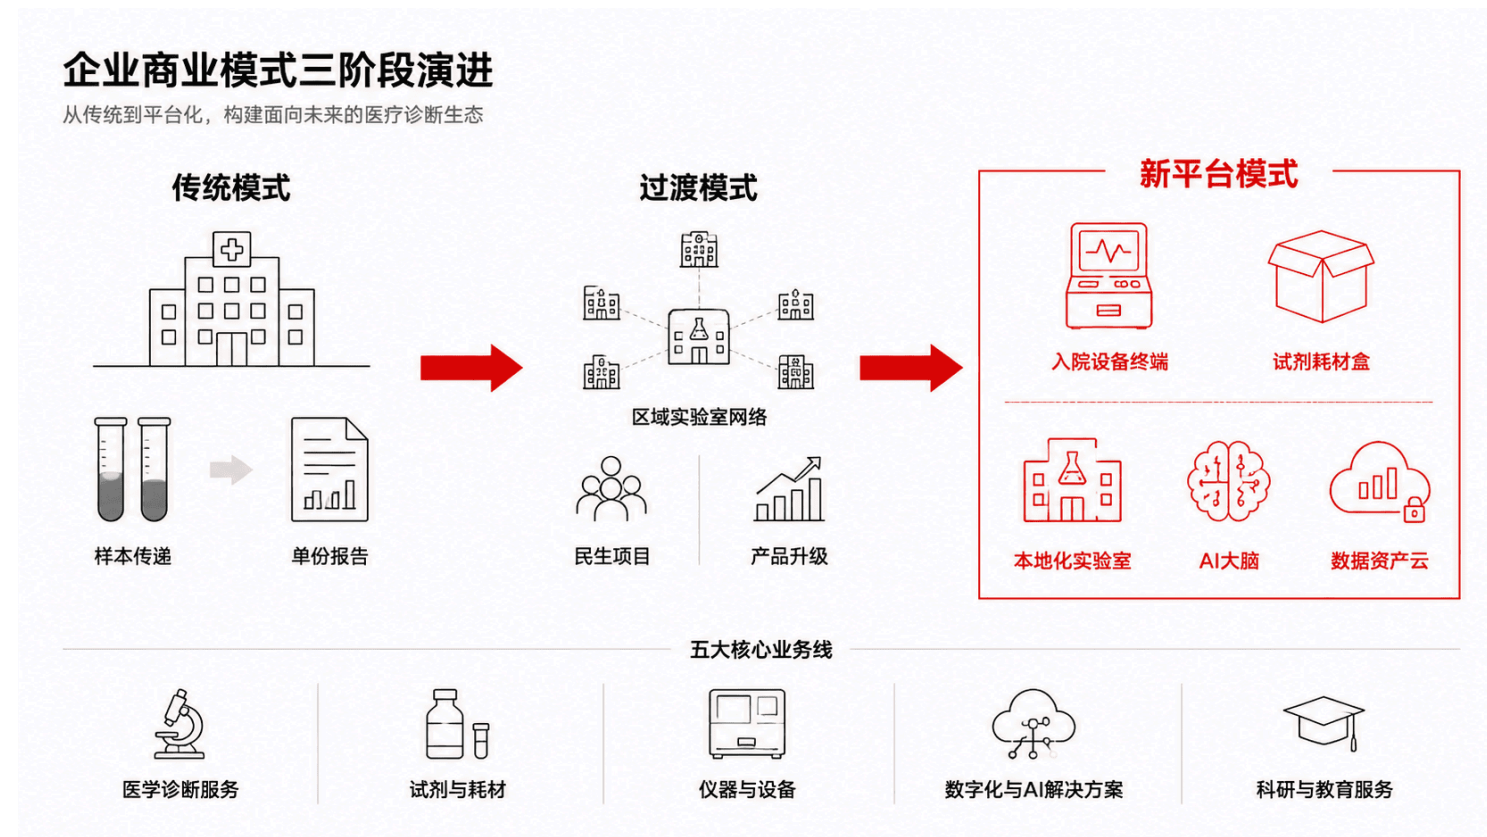 企业商业模式三阶段演进
从传统到平台化，构建面向未来的医疗诊断生态
传统模式
样本传递
单份报告
过渡模式
区域实验室网络
民生项目
产品升级
新平台模式
入院设备终端
试剂耗材盒
本地化实验室
AI大脑
数据资产云
五大核心业务线
医学诊断服务
试剂与耗材
仪器与设备
数字化与AI解决方案
科研与教育服务